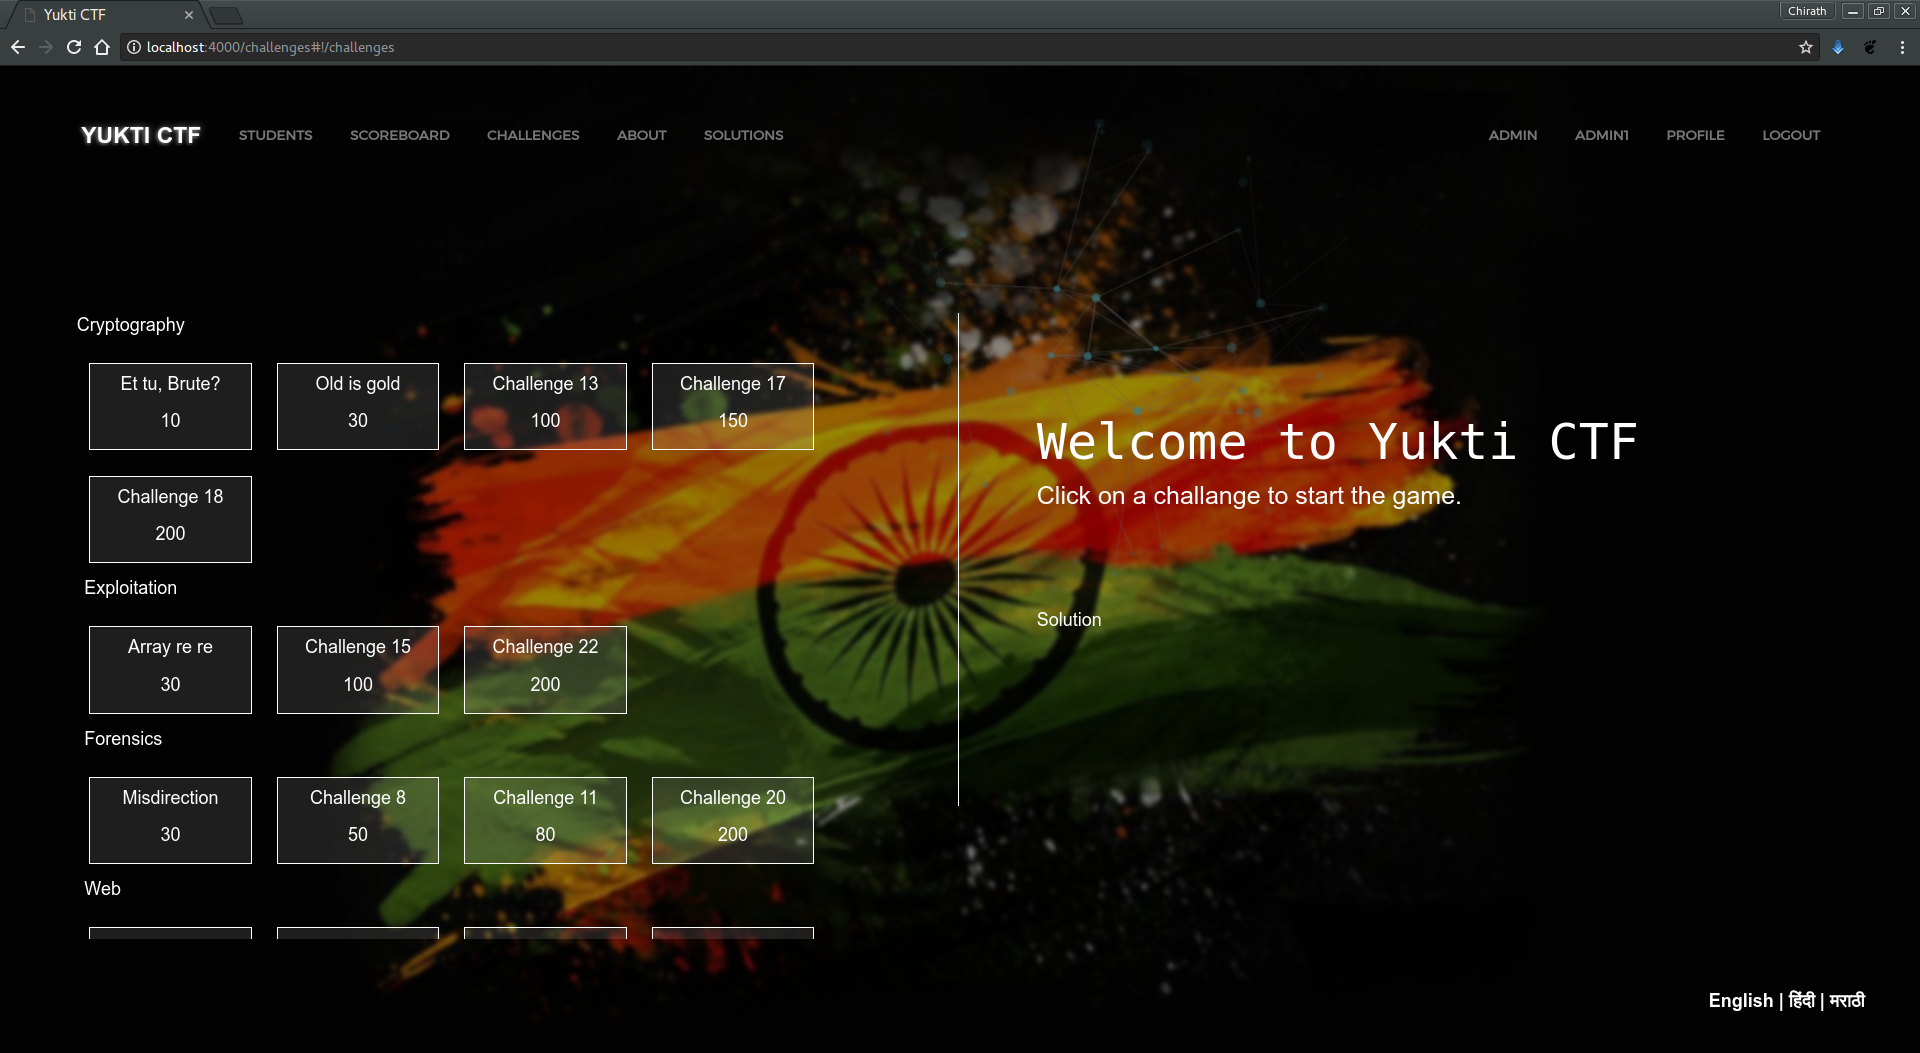 Yukti CTF
Chirath
localhost:4000/challenges#!/challenges
YUKTI CTF STUDENTS SCOREBOARD CHALLENGES ABOUT SOLUTIONS ADMIN ADMIN1 PROFILE LOGOUT
Cryptography
Et tu, Brute? Old is gold Challenge 13 Challenge 17
10 30 100 150
Challenge 18
200
Exploitation
Array re re Challenge 15 Challenge 22
30 100 200
Forensics
Misdirection Challenge 8 Challenge 11 Challenge 20
30 50 80 200
Web
Welcome to Yukti CTF
Click on a challange to start the game.
Solution
English | हिंदी | मराठी